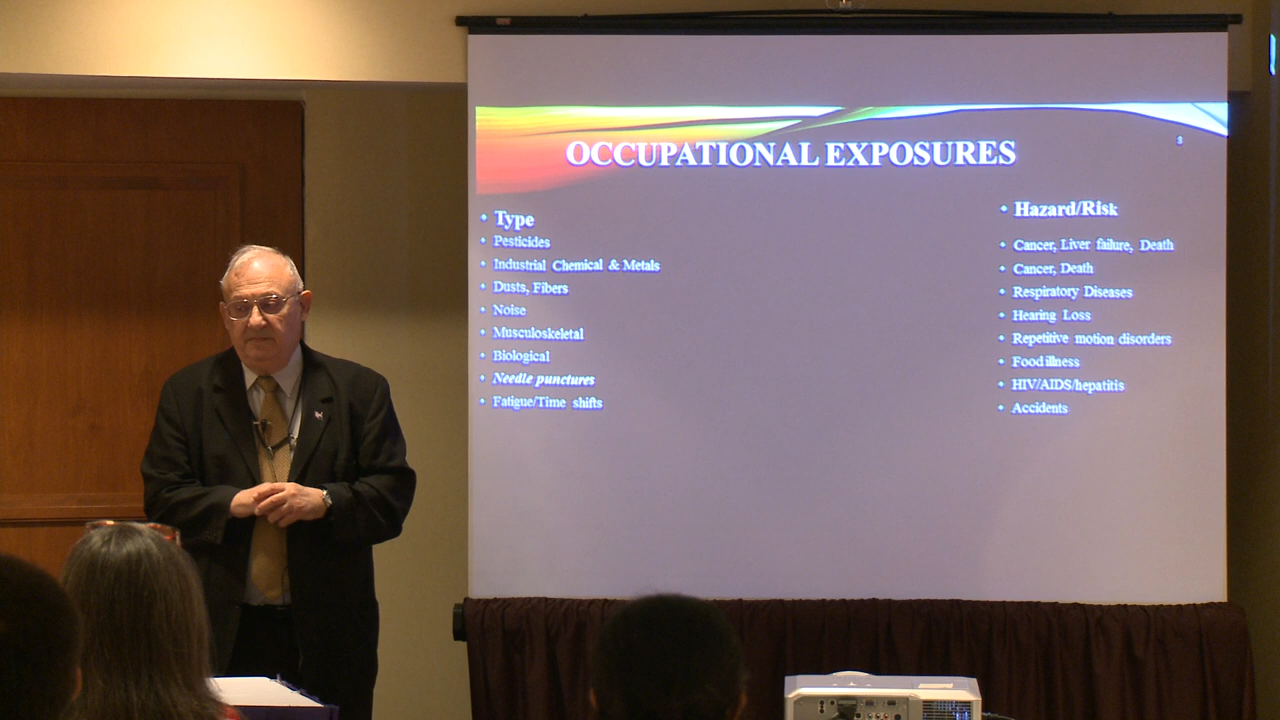 3
OCCUPATIONAL EXPOSURES
• Type
• Pesticides
• Industrial Chemical & Metals
• Dusts, Fibers
• Noise
• Musculoskeletal
• Biological
• Needle punctures
• Fatigue/Time shifts
• Hazard/Risk
• Cancer, Liver failure, Death
• Cancer, Death
• Respiratory Diseases
• Hearing Loss
• Repetitive motion disorders
• Food illness
• HIV/AIDS/hepatitis
• Accidents